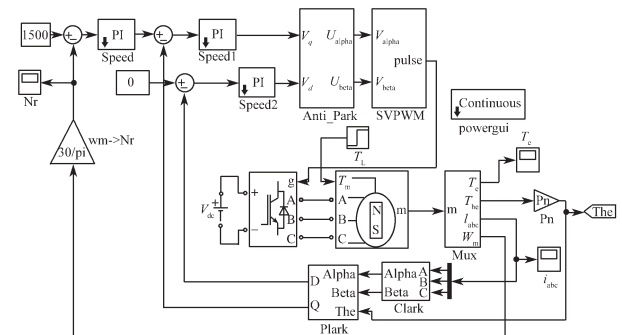 1500
PI
Speed
PI
Speed1
V_q
V_d
U_alpha
U_beta
Anti_Park
V_alpha
V_beta
pulse
SVPWM
0
PI
Speed2
Nr
wm->Nr
30/pi
Continuous
powergui
T_L
T_e
V_dc
+
−
g
A
B
C
T_m
A
B
C
N
S
m
m
T_e
T_he
I_abc
W_m
Mux
Pn
Pn
The
i_abc
D
Q
Alpha
Beta
The
Plark
Alpha
Beta
A
B
C
Clark